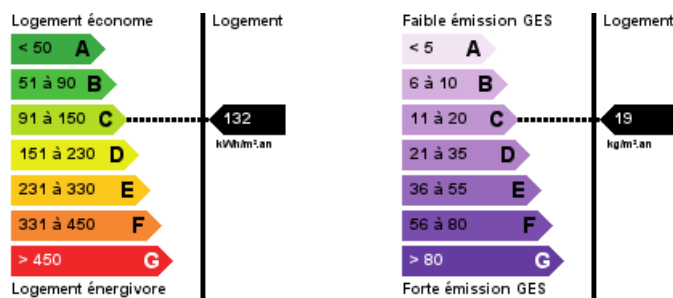 Logement économe
Logement
< 50 A
51 à 90 B
91 à 150 C
132
kWh/m².an
151 à 230 D
231 à 330 E
331 à 450 F
> 450 G
Logement énergivore
Faible émission GES
Logement
< 5 A
6 à 10 B
11 à 20 C
19
kg/m².an
21 à 35 D
36 à 55 E
56 à 80 F
> 80 G
Forte émission GES